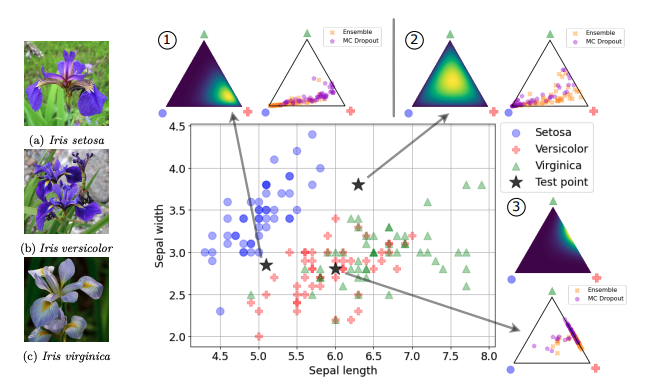 1
Ensemble
MC Dropout
2
Ensemble
MC Dropout
(a) Iris setosa
(b) Iris versicolor
(c) Iris virginica
4.5
4.0
3.5
3.0
2.5
2.0
Sepal width
4.5 5.0 5.5 6.0 6.5 7.0 7.5 8.0
Sepal length
Setosa
Versicolor
Virginica
Test point
3
Ensemble
MC Dropout